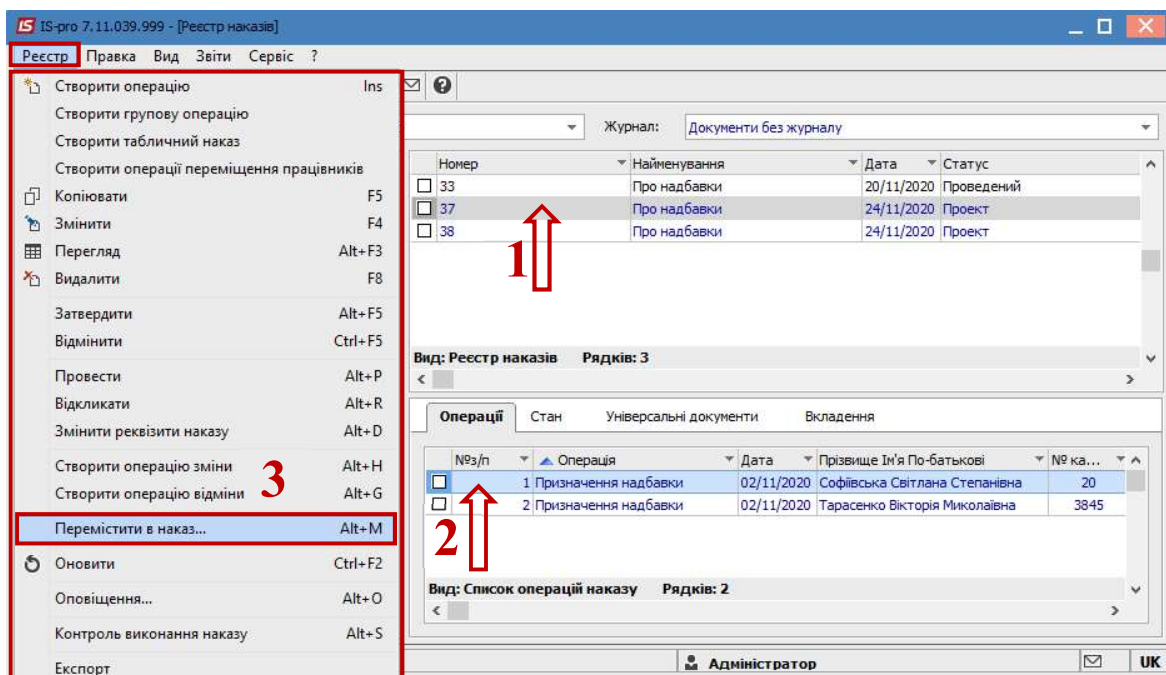 IS-pro 7.11.039.999 - [Реєстр наказів]
Реєстр Правка Вид Звіти Сервіс ?
Створити операцію Ins
Створити групову операцію
Створити табличний наказ
Створити операції переміщення працівників
Копіювати F5
Змінити F4
Перегляд Alt+F3
Видалити F8
Затвердити Alt+F5
Відмінити Ctrl+F5
Провести Alt+P
Відкликати Alt+R
Змінити реквізити наказу Alt+D
Створити операцію зміни Alt+H
Створити операцію відміни Alt+G
3
Перемістити в наказ... Alt+M
Оновити Ctrl+F2
Оповіщення... Alt+O
Контроль виконання наказу Alt+S
Експорт
Журнал: Документи без журналу
Номер Найменування Дата Статус
33 Про надбавки 20/11/2020 Проведений
37 Про надбавки 24/11/2020 Проект
38 Про надбавки 24/11/2020 Проект
1
Вид: Реєстр наказів Рядків: 3
Операції Стан Універсальні документи Вкладення
№з/п Операція Дата Прізвище Ім'я По-батькові № ка...
1 Призначення надбавки 02/11/2020 Софіївська Світлана Степанівна 20
2 Призначення надбавки 02/11/2020 Тарасенко Вікторія Миколаївна 3845
2
Вид: Список операцій наказу Рядків: 2
Адміністратор UK